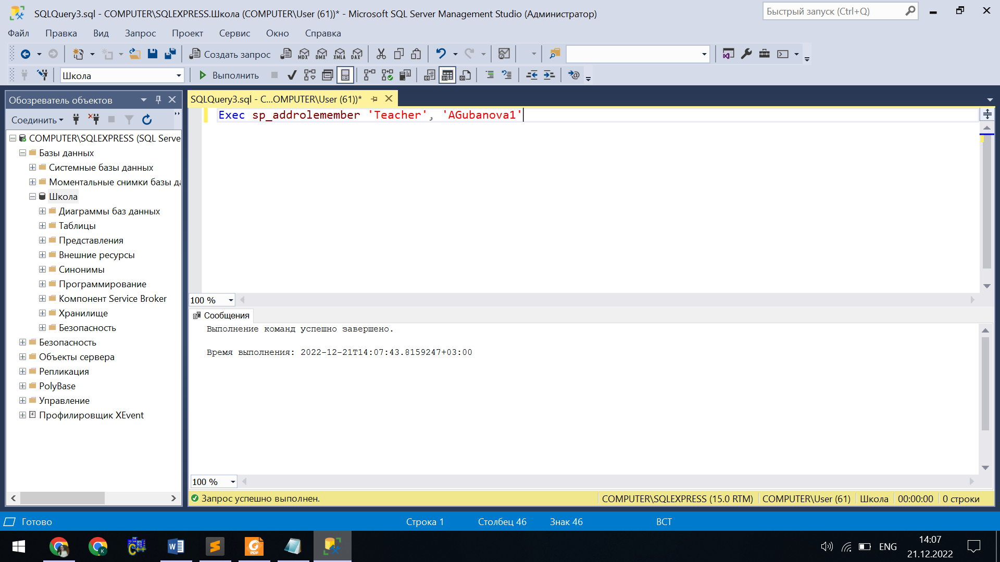 SQLQuery3.sql - COMPUTER\SQLEXPRESS.Школа (COMPUTER\User (61))* - Microsoft SQL Server Management Studio (Администратор)
Быстрый запуск (Ctrl+Q)
Файл Правка Вид Запрос Проект Сервис Окно Справка
Создать запрос MDX DMX XMLA DAX
Школа Выполнить
Обозреватель объектов
SQLQuery3.sql - C...OMPUTER\User (61))*
Соединить
Exec sp_addrolemember 'Teacher', 'AGubanova1'
COMPUTER\SQLEXPRESS (SQL Serve
Базы данных
Системные базы данных
Моментальные снимки базы да
Школа
Диаграммы баз данных
Таблицы
Представления
Внешние ресурсы
Синонимы
Программирование
Компонент Service Broker
Хранилище
Безопасность
Безопасность
Объекты сервера
Репликация
PolyBase
Управление
Профилировщик XEvent
100 %
Сообщения
Выполнение команд успешно завершено.
Время выполнения: 2022-12-21T14:07:43.8159247+03:00
100 %
Запрос успешно выполнен. COMPUTER\SQLEXPRESS (15.0 RTM) COMPUTER\User (61) Школа 00:00:00 0 строки
Готово Строка 1 Столбец 46 Знак 46 ВСТ
C++ K PDF ENG
14:07
21.12.2022